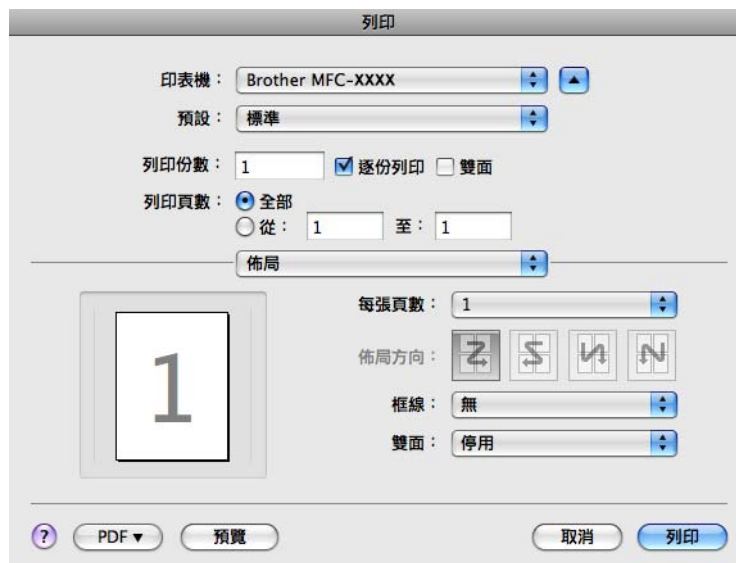 列印
印表機： Brother MFC-XXXX
預設： 標準
列印份數： 1 逐份列印 雙面
列印頁數： 全部
從： 1 至： 1
佈局
每張頁數： 1
1
佈局方向：
框線： 無
雙面： 停用
? PDF▼ 預覽 取消 列印